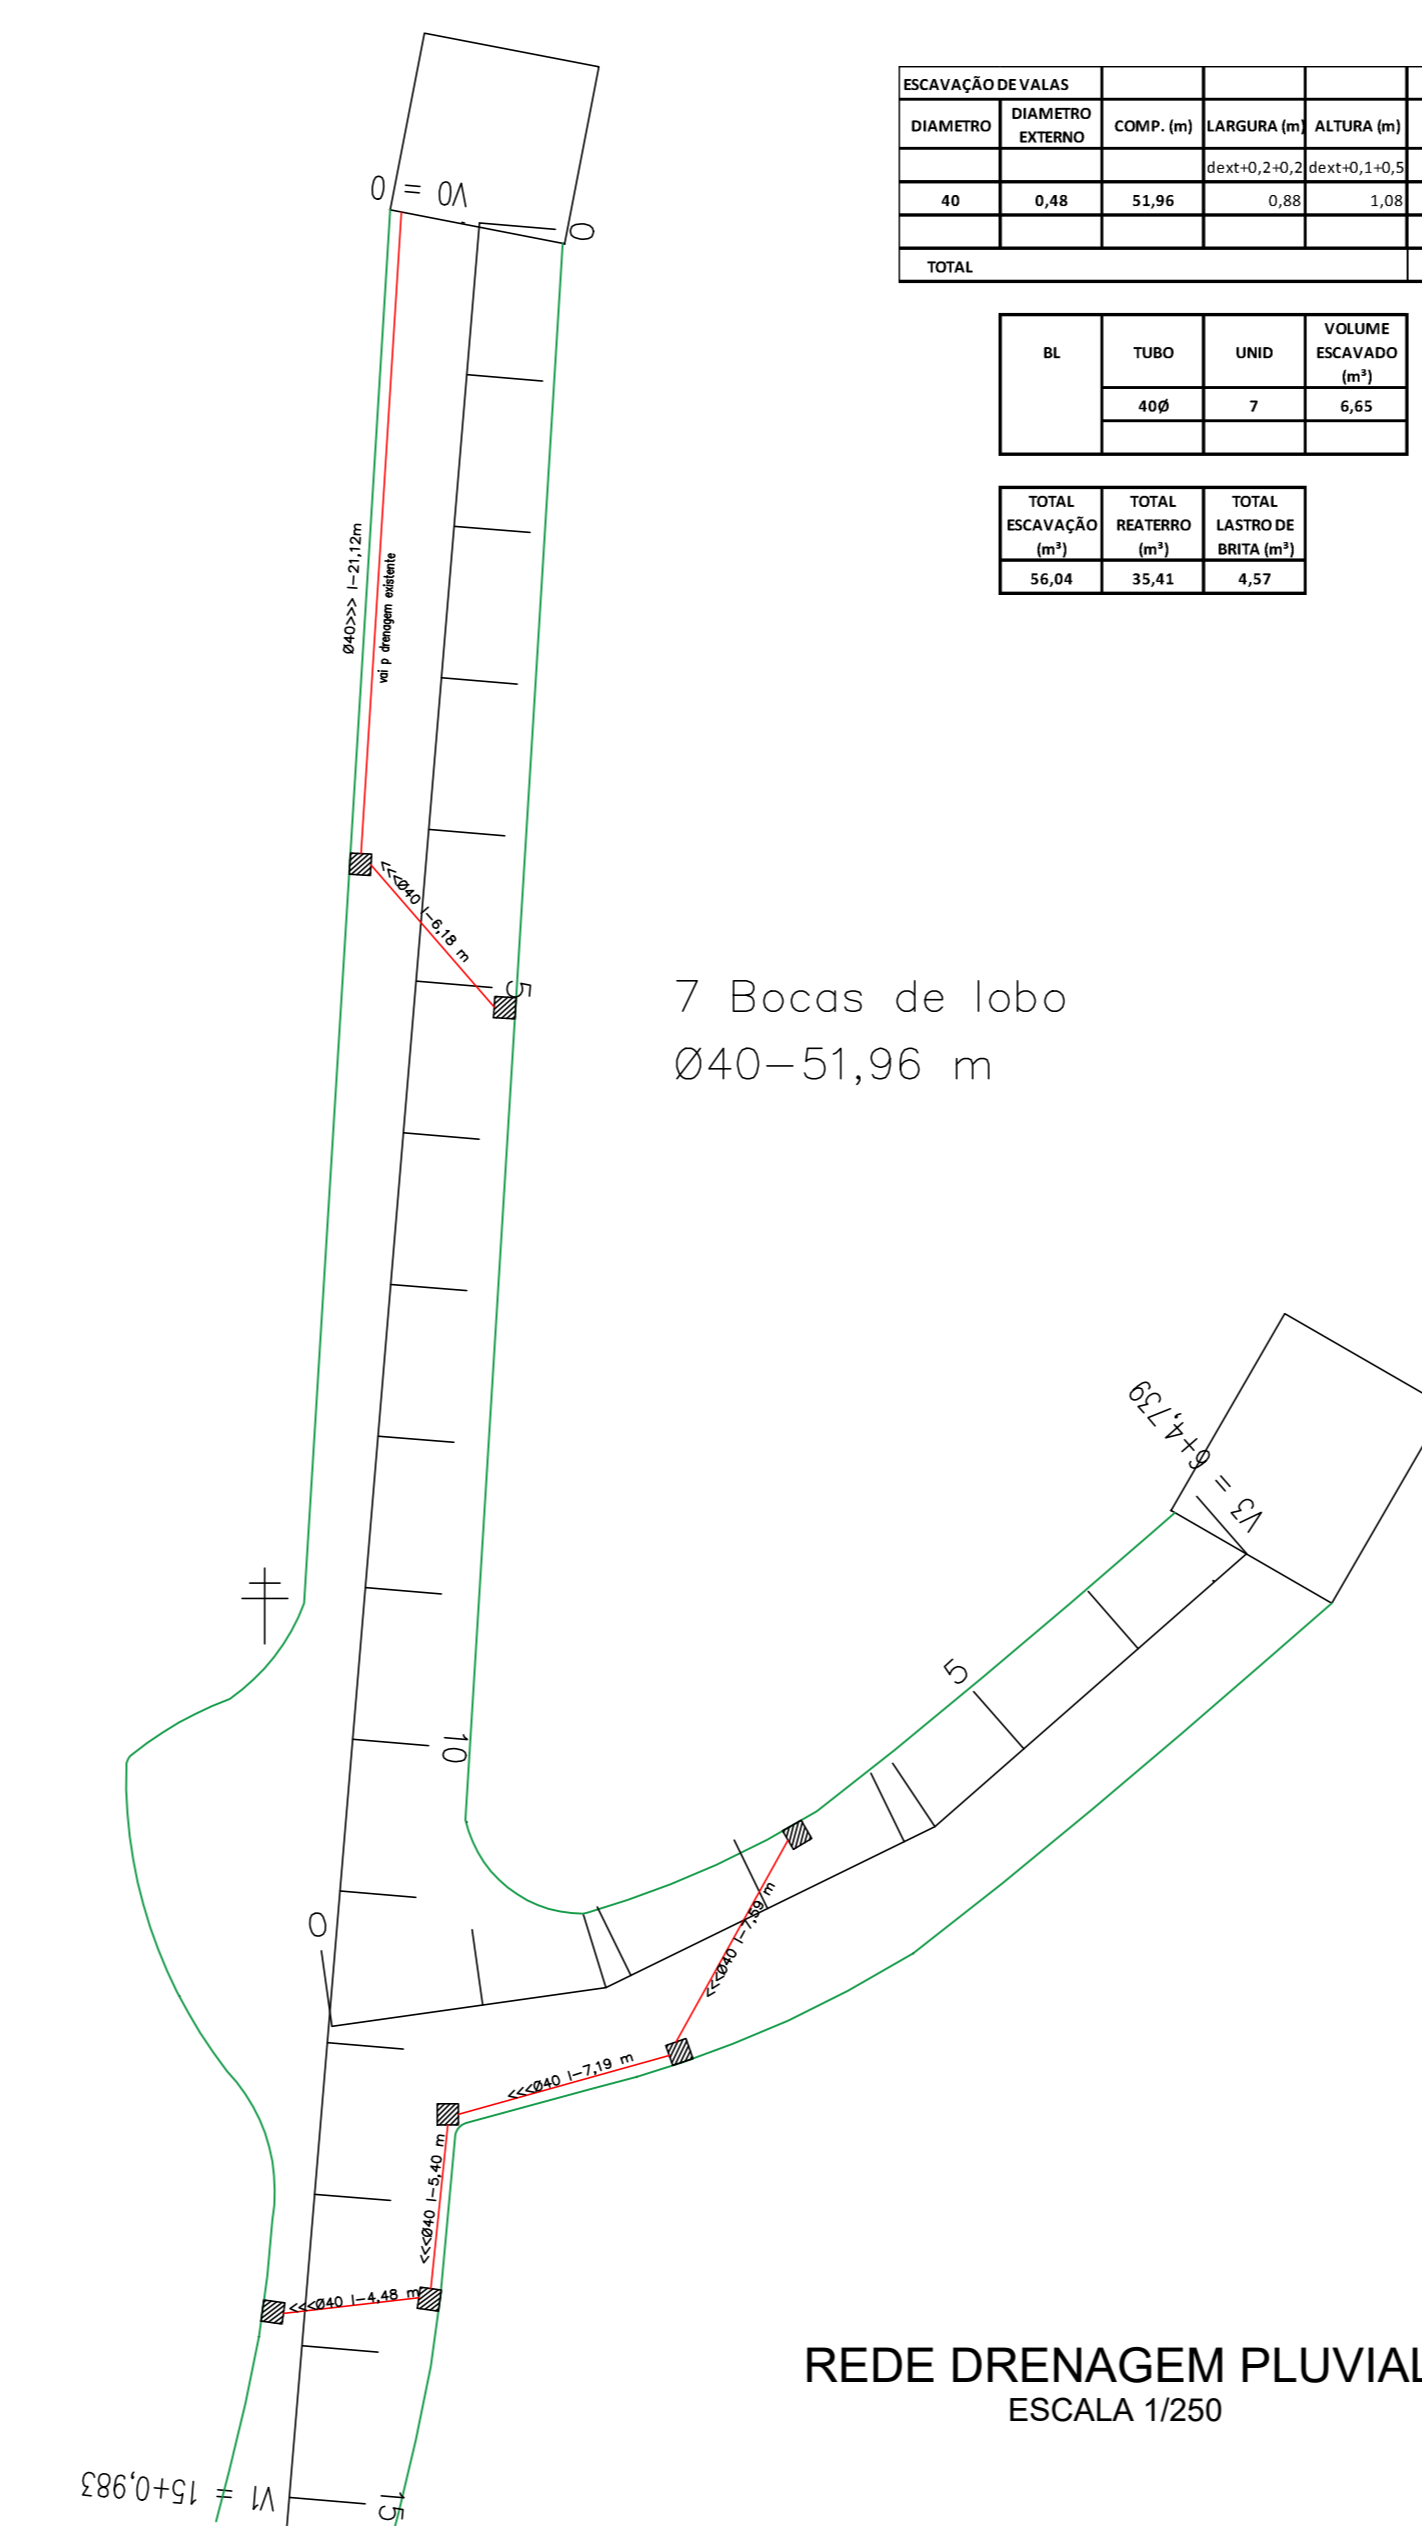 ESCAVAÇÃO DE VALAS
DIAMETRO DIAMETRO EXTERNO COMP. (m) LARGURA (m) ALTURA (m)
dext+0,2+0,2 dext+0,1+0,5
40 0,48 51,96 0,88 1,08
TOTAL
BL TUBO UNID VOLUME ESCAVADO (m³)
40Ø 7 6,65
TOTAL ESCAVAÇÃO (m³) TOTAL REATERRO (m³) TOTAL LASTRO DE BRITA (m³)
56,04 35,41 4,57
V0 = 0
0
Ø40>>> l-21,12m
vai p drenagem existente
<<<Ø40 l-6,18 m
5
7 Bocas de lobo
Ø40-51,96 m
V3 = 6+4,739
5
10
0
<<<Ø40 l-7,59 m
<<<Ø40 l-7,19 m
<<<Ø40 l-5,40 m
<<<Ø40 l-4,48 m
REDE DRENAGEM PLUVIAL
ESCALA 1/250
V1 = 15+0,983
15